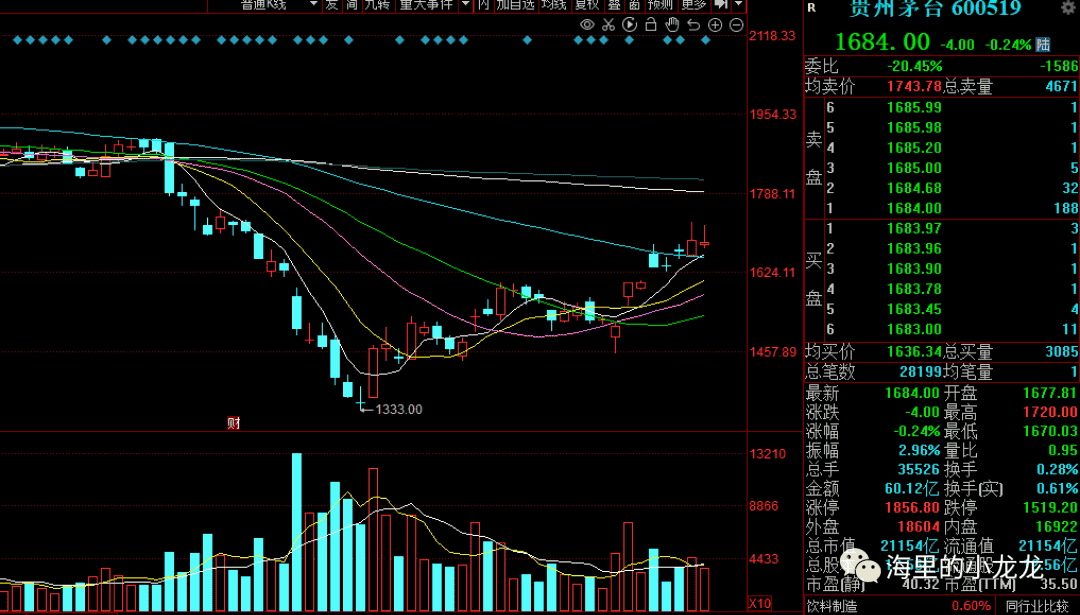 普通K线 友 简 九转 重大事件 内 加自选 均线 复权 叠 窗 预测 更多
R 贵州茅台 600519
1684.00 -4.00 -0.24% 陆
委比 -20.45% -1586
均卖价 1743.78 总卖量 4671
卖盘
6 1685.99 1
5 1685.98 1
4 1685.20 1
3 1685.00 5
2 1684.68 32
1 1684.00 188
买盘
1 1683.97 3
2 1683.96 1
3 1683.90 1
4 1683.78 1
5 1683.45 4
6 1683.00 11
均买价 1636.34 总买量 3085
总笔数 28199 均笔量 1
最新 1684.00 开盘 1677.81
涨跌 -4.00 最高 1720.00
涨幅 -0.24% 最低 1670.03
振幅 2.96% 量比 0.95
总手 35526 换手 0.28%
金额 60.12亿 换手(实) 0.61%
涨停 1856.80 跌停 1519.20
外盘 18604 内盘 16922
总市值 21154亿 流通值 21154亿
总股
市盈(静) 40.32 市盈(TTM) 35.50
饮料制造 0.60% 同行业比较
2118.33
1954.33
1788.11
1624.11
1457.89
1333.00
财
13210
8866
4433
X10
海里的小龙龙